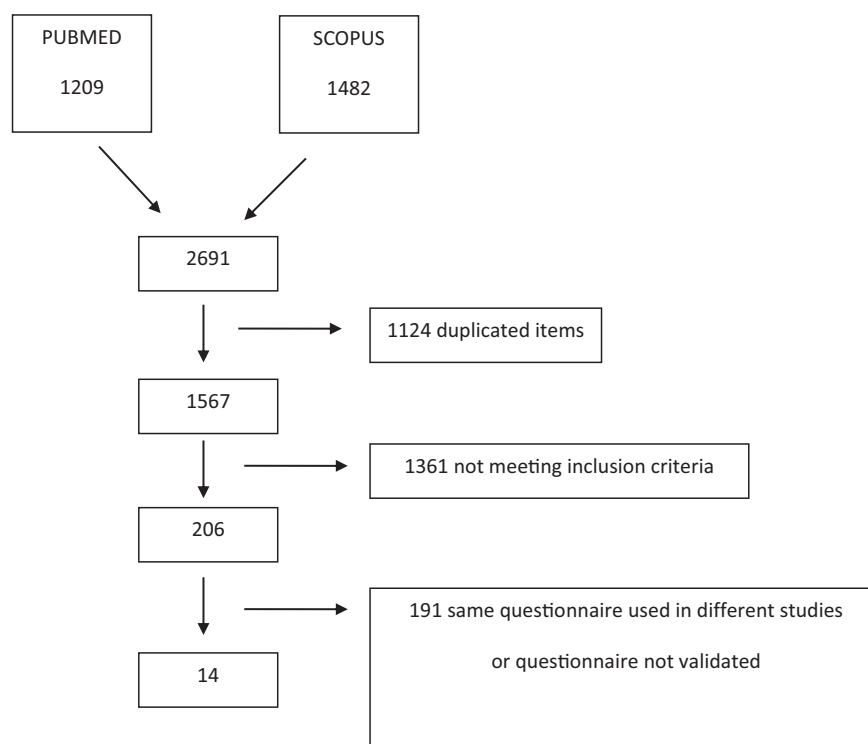 PUBMED
1209
SCOPUS
1482
2691
1124 duplicated items
1567
1361 not meeting inclusion criteria
206
191 same questionnaire used in different studies
or questionnaire not validated
14